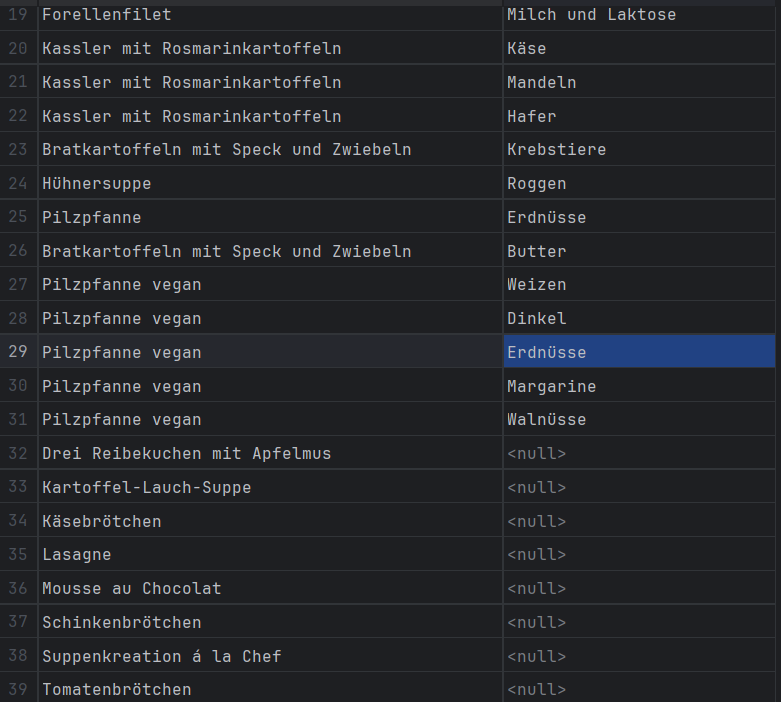 19 Forellenfilet Milch und Laktose
20 Kassler mit Rosmarinkartoffeln Käse
21 Kassler mit Rosmarinkartoffeln Mandeln
22 Kassler mit Rosmarinkartoffeln Hafer
23 Bratkartoffeln mit Speck und Zwiebeln Krebstiere
24 Hühnersuppe Roggen
25 Pilzpfanne Erdnüsse
26 Bratkartoffeln mit Speck und Zwiebeln Butter
27 Pilzpfanne vegan Weizen
28 Pilzpfanne vegan Dinkel
29 Pilzpfanne vegan Erdnüsse
30 Pilzpfanne vegan Margarine
31 Pilzpfanne vegan Walnüsse
32 Drei Reibekuchen mit Apfelmus <null>
33 Kartoffel-Lauch-Suppe <null>
34 Käsebrötchen <null>
35 Lasagne <null>
36 Mousse au Chocolat <null>
37 Schinkenbrötchen <null>
38 Suppenkreation á la Chef <null>
39 Tomatenbrötchen <null>